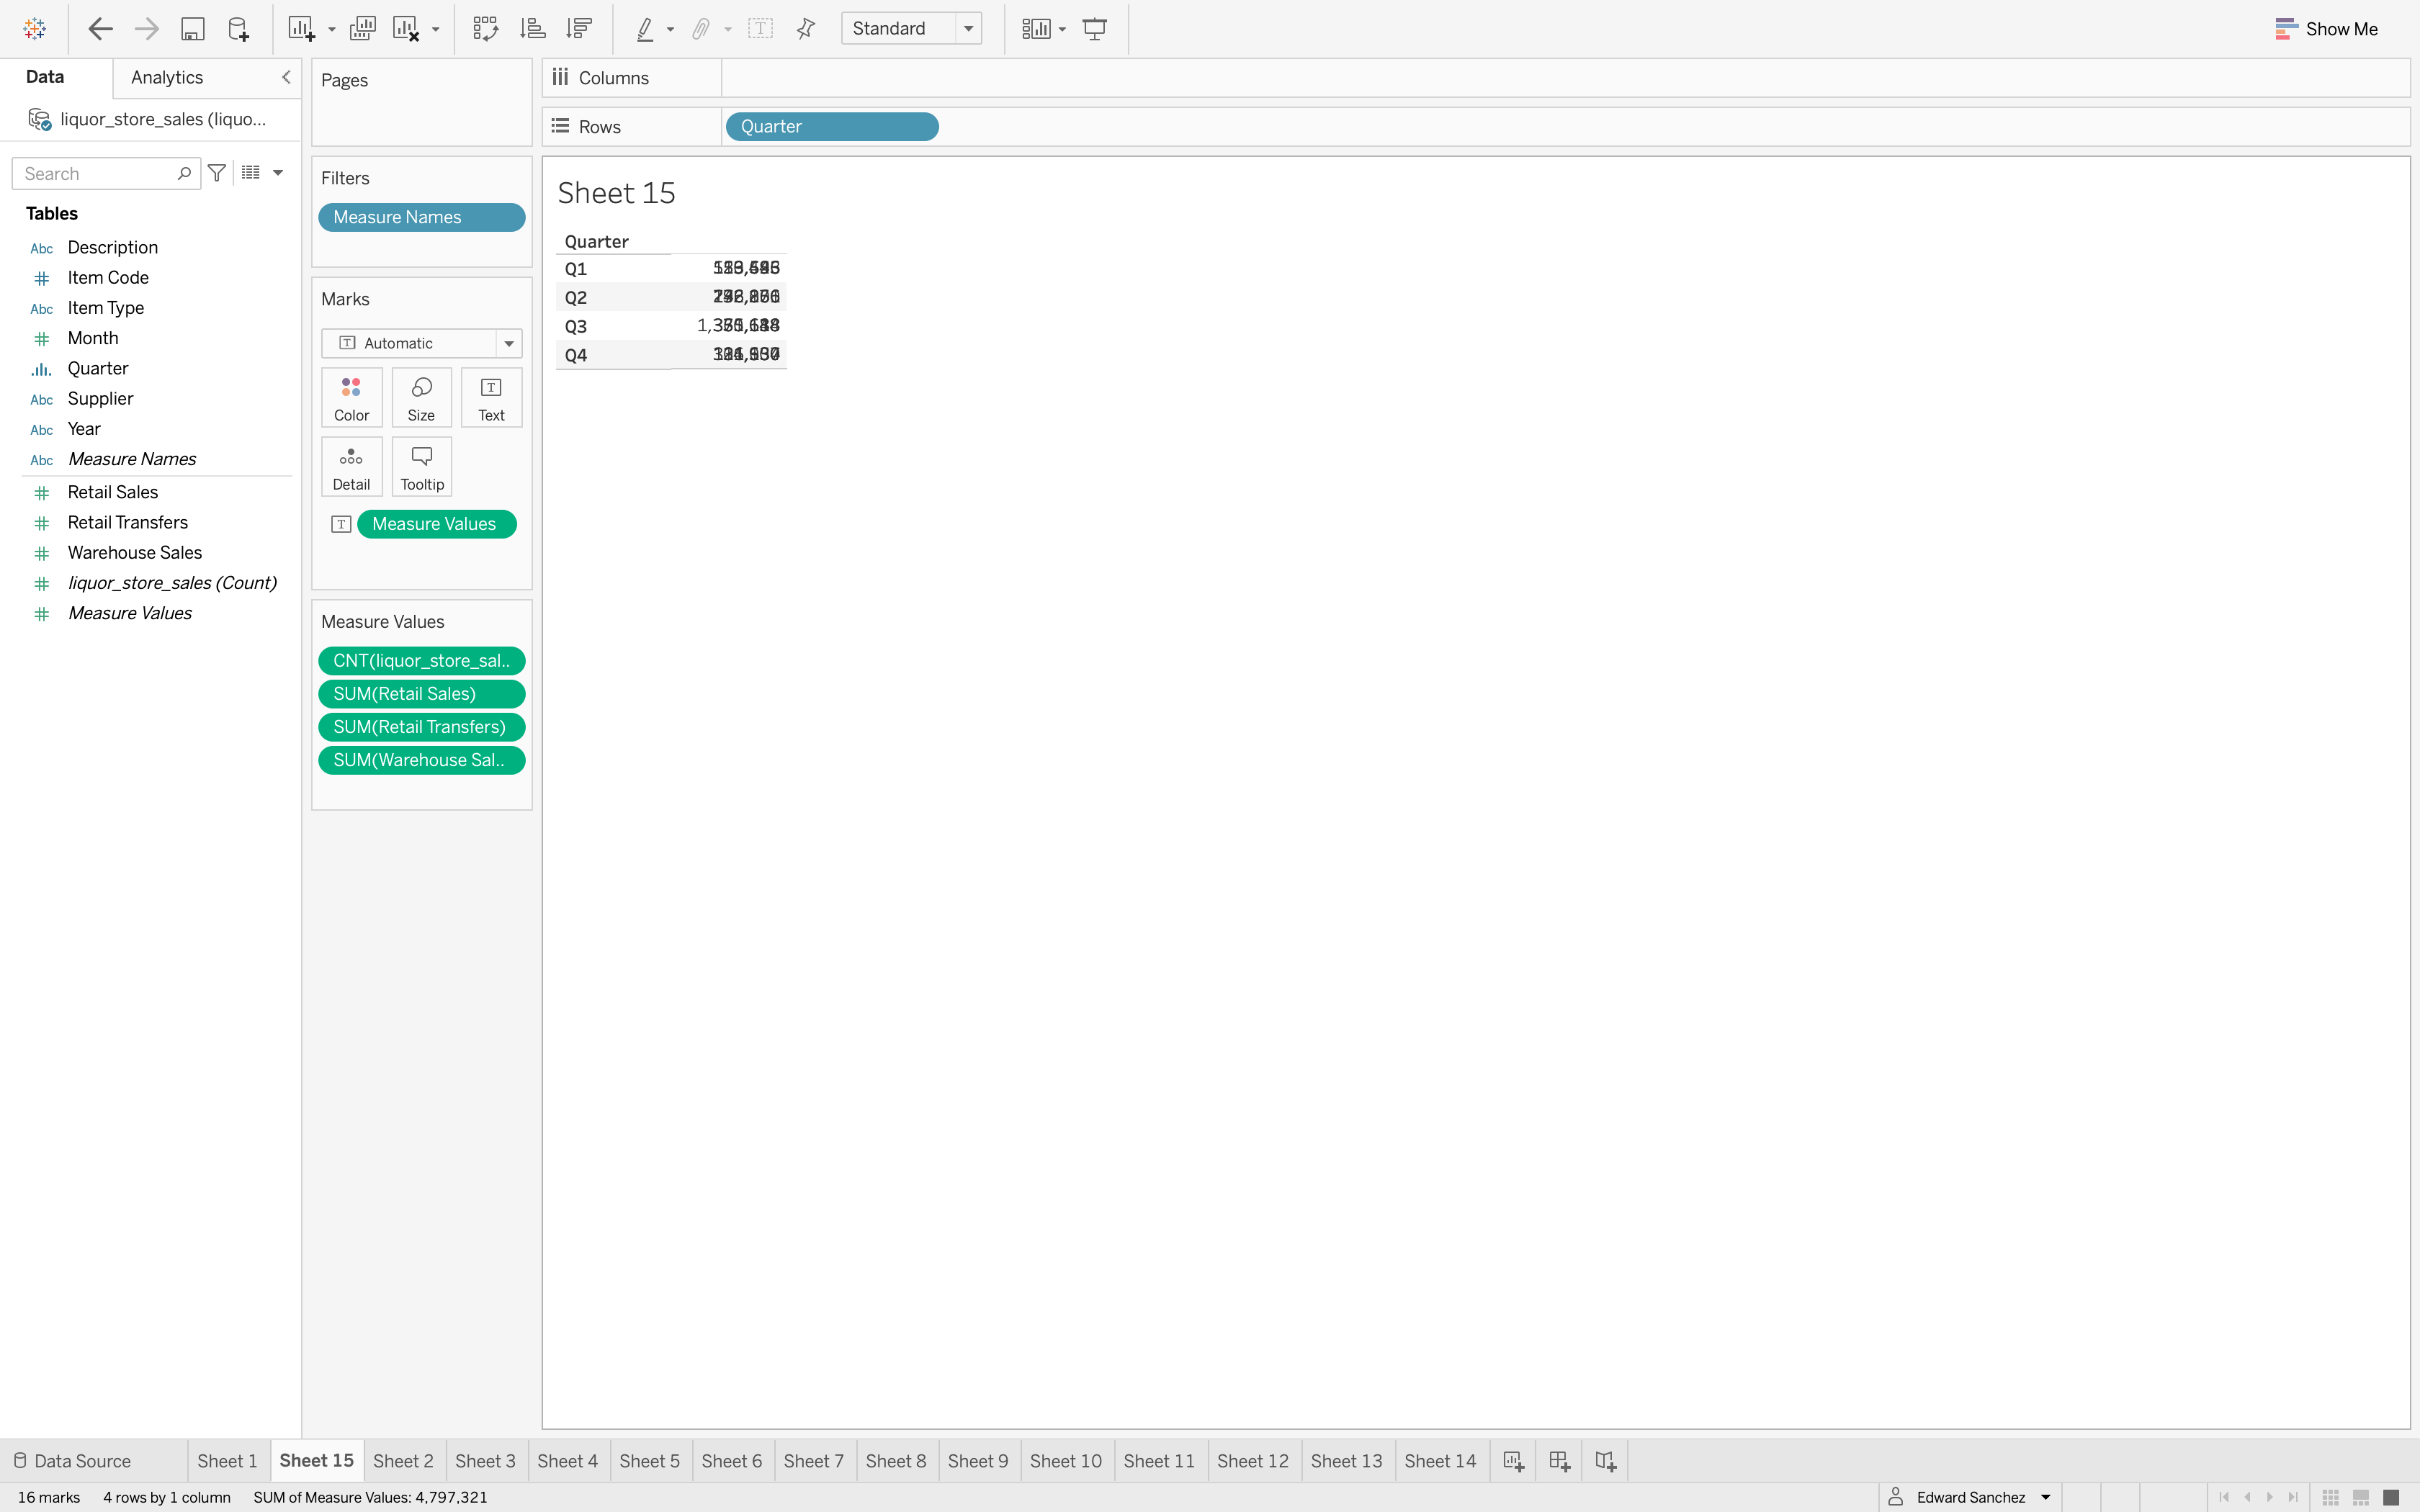 Standard
Show Me
Data
Analytics
liquor_store_sales (liquo...
Search
Tables
Abc Description
Item Code
Abc Item Type
Month
Quarter
Abc Supplier
Abc Year
Abc Measure Names
Retail Sales
Retail Transfers
Warehouse Sales
liquor_store_sales (Count)
Measure Values
Pages
Filters
Measure Names
Marks
T Automatic
Color
Size
T
Text
Detail
Tooltip
T Measure Values
Measure Values
CNT(liquor_store_sal..
SUM(Retail Sales)
SUM(Retail Transfers)
SUM(Warehouse Sal..
Columns
Rows
Quarter
Sheet 15
Quarter
Q1
Q2
Q3
Q4
Data Source
Sheet 1
Sheet 15
Sheet 2
Sheet 3
Sheet 4
Sheet 5
Sheet 6
Sheet 7
Sheet 8
Sheet 9
Sheet 10
Sheet 11
Sheet 12
Sheet 13
Sheet 14
16 marks
4 rows by 1 column
SUM of Measure Values: 4,797,321
Edward Sanchez